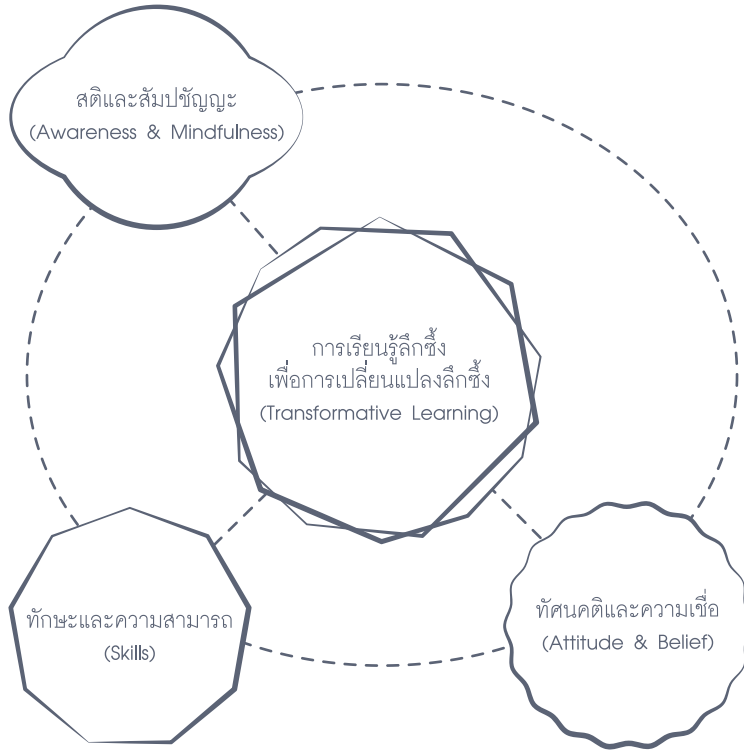 สติและสัมปชัญญะ
(Awareness & Mindfulness)
การเรียนรู้ลึกซึ้ง
เพื่อการเปลี่ยนแปลงลึกซึ้ง
(Transformative Learning)
ทักษะและความสามารถ
(Skills)
ทัศนคติและความเชื่อ
(Attitude & Belief)